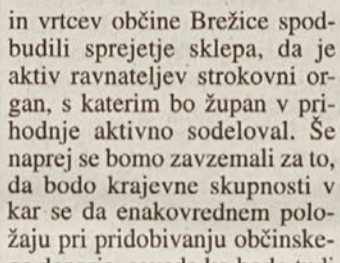 in vrtcev občine Brežice spod-
budili sprejetje sklepa, da je
aktiv ravnateljev strokovni or-
gan, s katerim bo župan v pri-
hodnje aktivno sodeloval. Še
naprej se bomo zavzemali za to,
da bodo krajevne skupnosti v
kar se da enakovrednem polo-
žaju pri pridobivanju občinske-